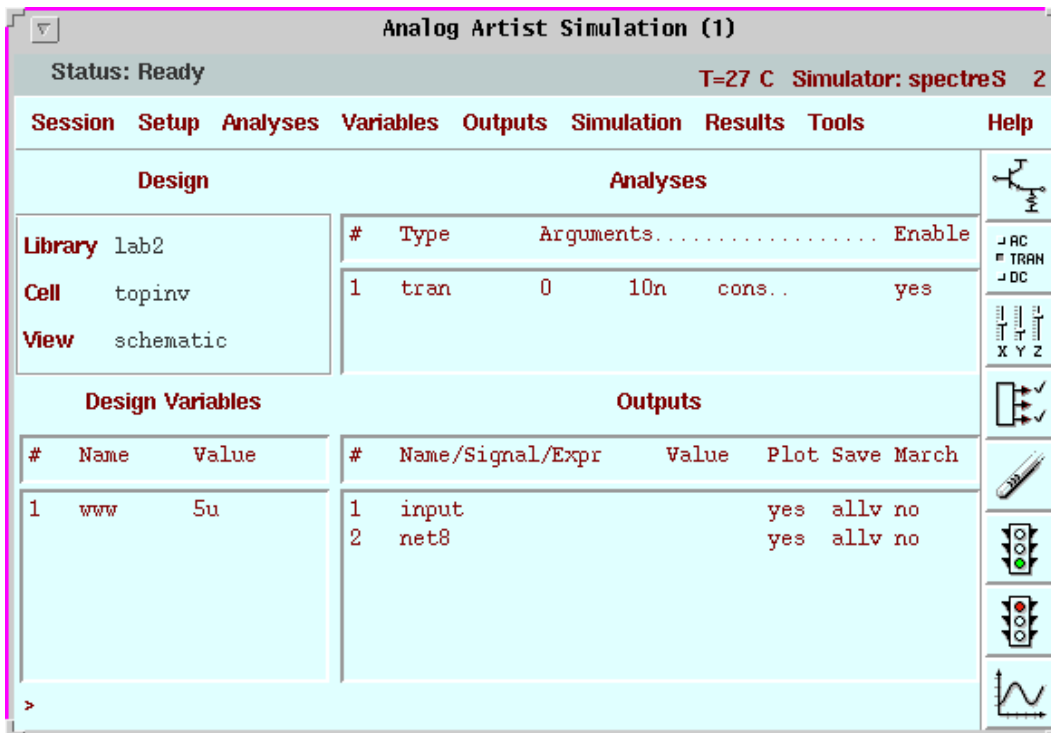 Analog Artist Simulation (1)
Status: Ready T=27 C Simulator: spectreS 2
Session Setup Analyses Variables Outputs Simulation Results Tools Help
Design
Library lab2
Cell topinv
View schematic
Analyses
# Type Arguments.................. Enable
1 tran 0 10n cons.. yes
Design Variables
# Name Value
1 www 5u
Outputs
# Name/Signal/Expr Value Plot Save March
1 input yes allv no
2 net8 yes allv no
AC
TRAN
DC
X Y Z
>